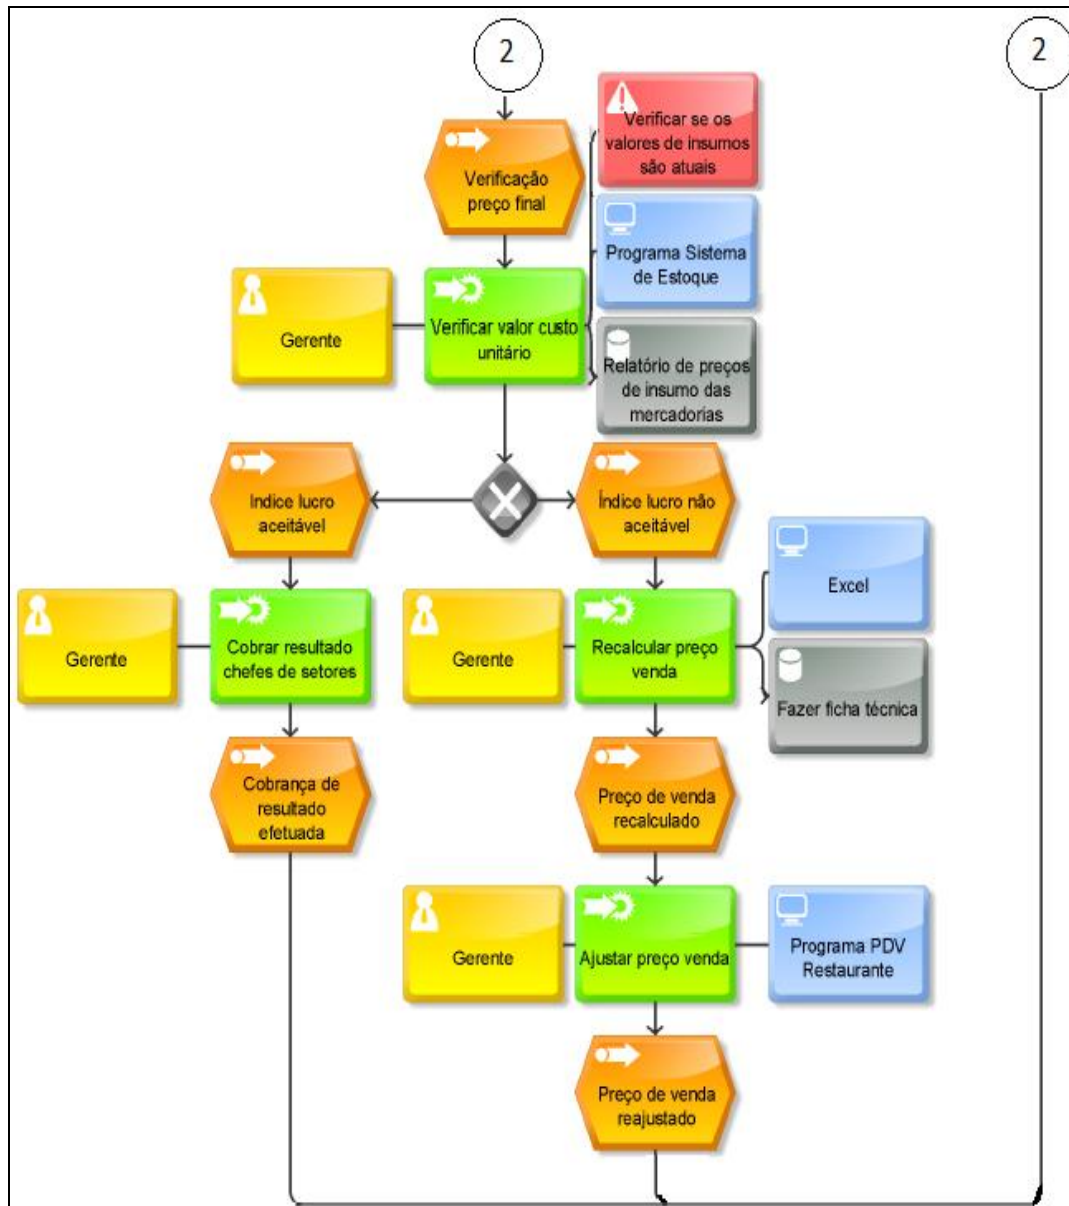 2
2
Verificar se os
valores de insumos
são atuais
Verificação
preço final
Programa Sistema
de Estoque
Gerente
Verificar valor custo
unitário
Relatório de preços
de insumo das
mercadorias
Indice lucro
aceitável
Índice lucro não
aceitável
Excel
Gerente
Cobrar resultado
chefes de setores
Gerente
Recalcular preço
venda
Fazer ficha técnica
Cobrança de
resultado
efetuada
Preço de venda
recalculado
Gerente
Ajustar preço venda
Programa PDV
Restaurante
Preço de venda
reajustado